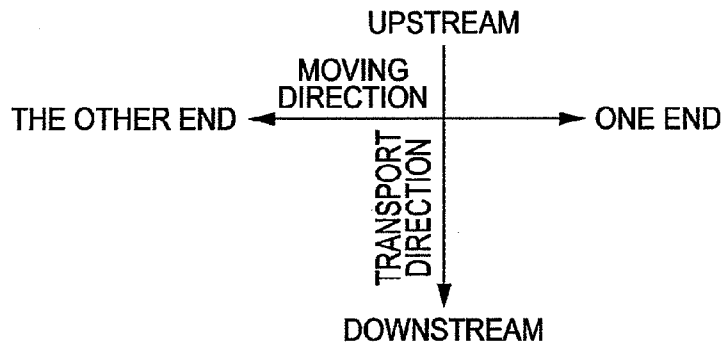 UPSTREAM
MOVING
DIRECTION
THE OTHER END
ONE END
TRANSPORT
DIRECTION
DOWNSTREAM